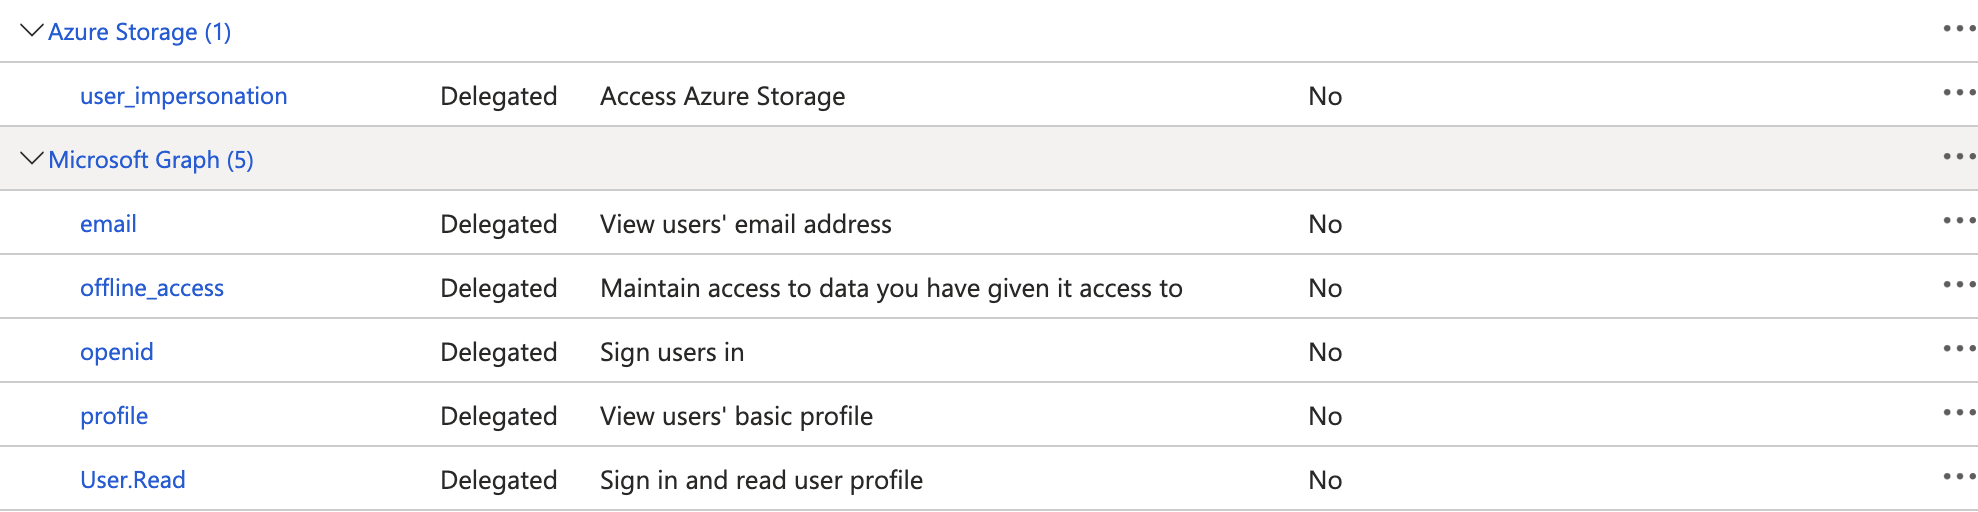 Azure Storage (1)
user_impersonation Delegated Access Azure Storage No
Microsoft Graph (5)
email Delegated View users' email address No
offline_access Delegated Maintain access to data you have given it access to No
openid Delegated Sign users in No
profile Delegated View users' basic profile No
User.Read Delegated Sign in and read user profile No